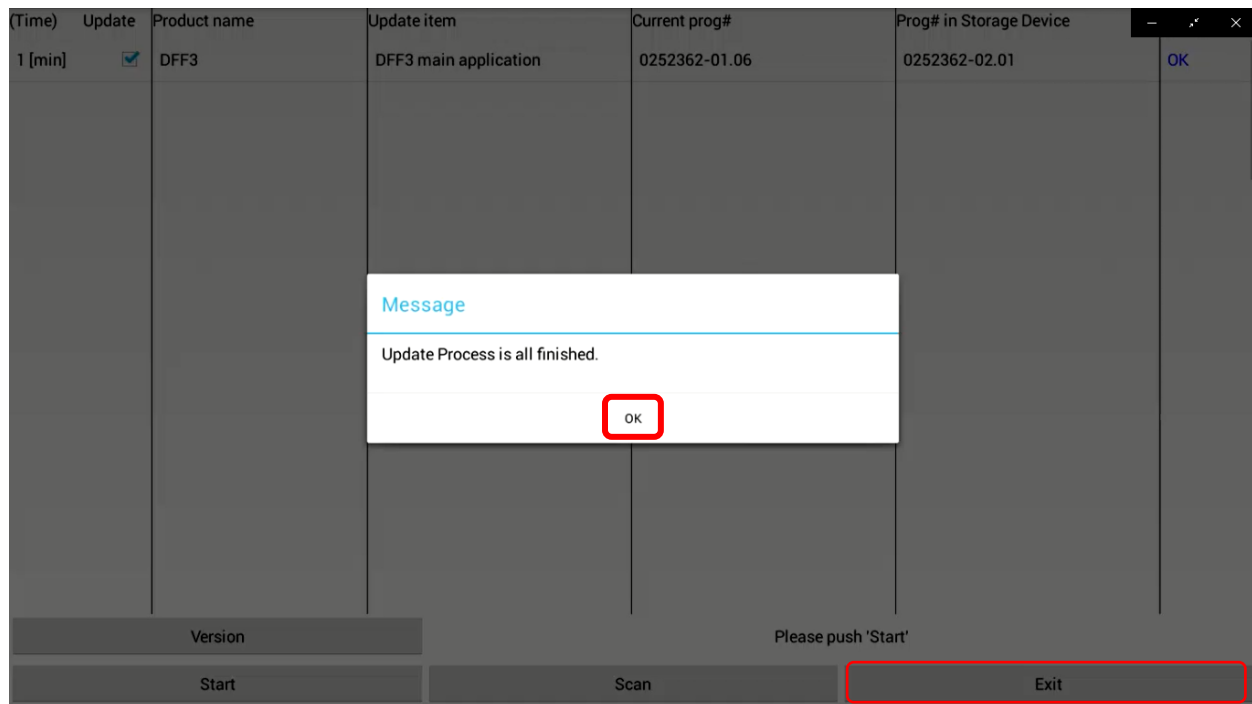 (Time) Update Product name Update item Current prog# Prog# in Storage Device
1 [min] DFF3 DFF3 main application 0252362-01.06 0252362-02.01 OK
Message
Update Process is all finished.
OK
Version Please push 'Start'
Start Scan Exit